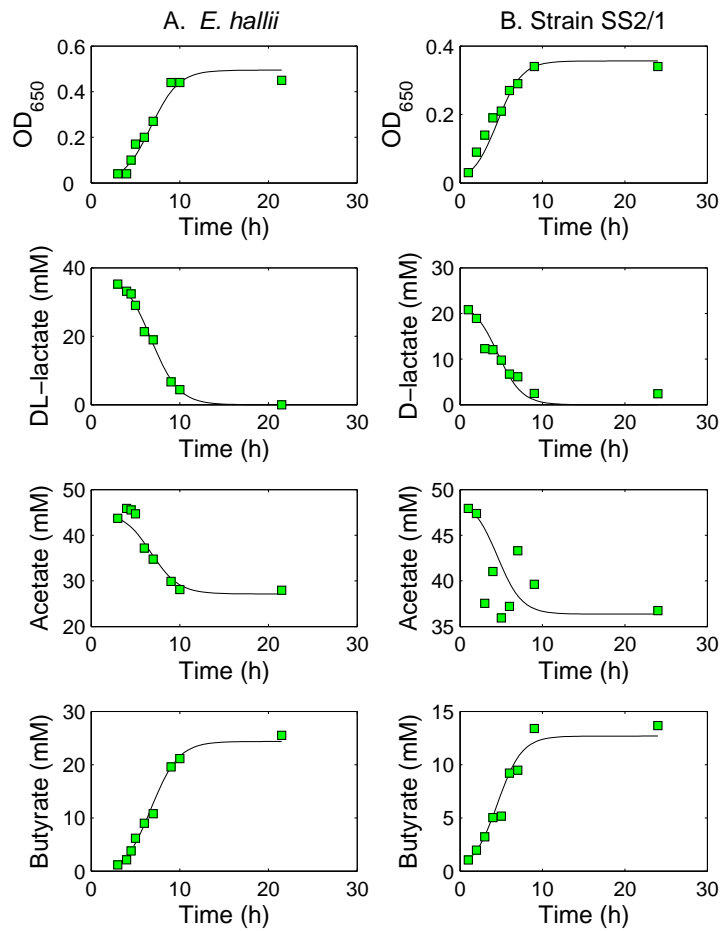 A. E. hallii
B. Strain SS2/1
0.6
0.4
0.2
0
OD650
0 10 20 30
Time (h)
0.4
0.2
0
OD650
0 10 20 30
Time (h)
40
20
0
DL−lactate (mM)
0 10 20 30
Time (h)
30
20
10
0
D−lactate (mM)
0 10 20 30
Time (h)
50
40
30
20
Acetate (mM)
0 10 20 30
Time (h)
50
45
40
35
Acetate (mM)
0 10 20 30
Time (h)
30
20
10
0
Butyrate (mM)
0 10 20 30
Time (h)
15
10
5
0
Butyrate (mM)
0 10 20 30
Time (h)